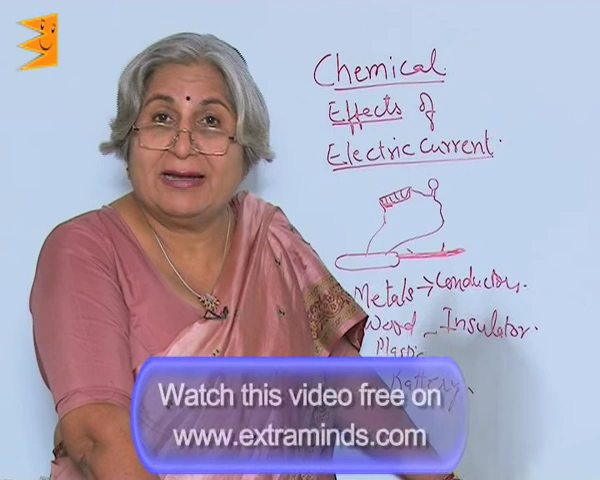 Chemical
Effects of
Electric Current.
Metals → Conductors.
Wood - Insulator.
Plastic
Watch this video free on
www.extraminds.com